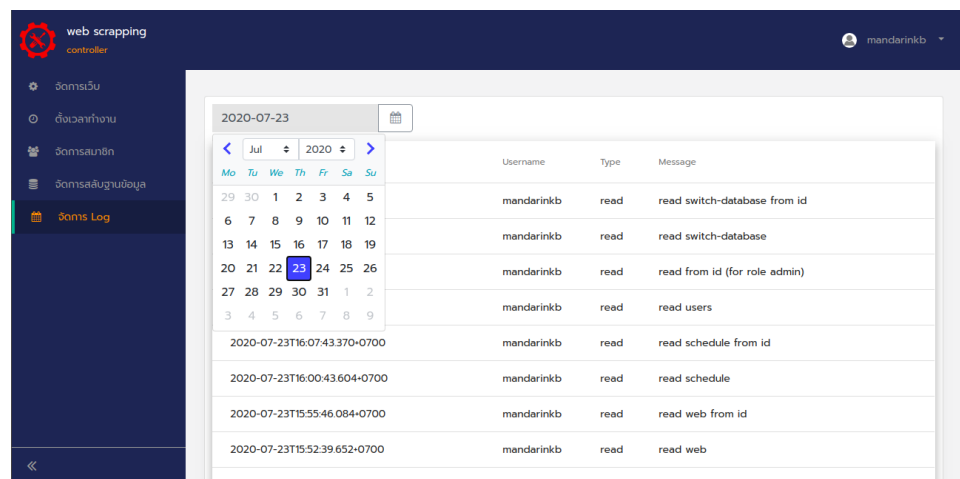 web scrapping
controller
mandarinkb
จัดการเว็บ
ตั้งเวลาทำงาน
จัดการสมาชิก
จัดการสลับฐานข้อมูล
จัดการ Log
2020-07-23
Jul 2020
Mo Tu We Th Fr Sa Su
29 30 1 2 3 4 5
6 7 8 9 10 11 12
13 14 15 16 17 18 19
20 21 22 23 24 25 26
27 28 29 30 31 1 2
3 4 5 6 7 8 9
Username Type Message
mandarinkb read read switch-database from id
mandarinkb read read switch-database
mandarinkb read read from id (for role admin)
mandarinkb read read users
2020-07-23T16:07:43.370+0700 mandarinkb read read schedule from id
2020-07-23T16:00:43.604+0700 mandarinkb read read schedule
2020-07-23T15:55:46.084+0700 mandarinkb read read web from id
2020-07-23T15:52:39.652+0700 mandarinkb read read web